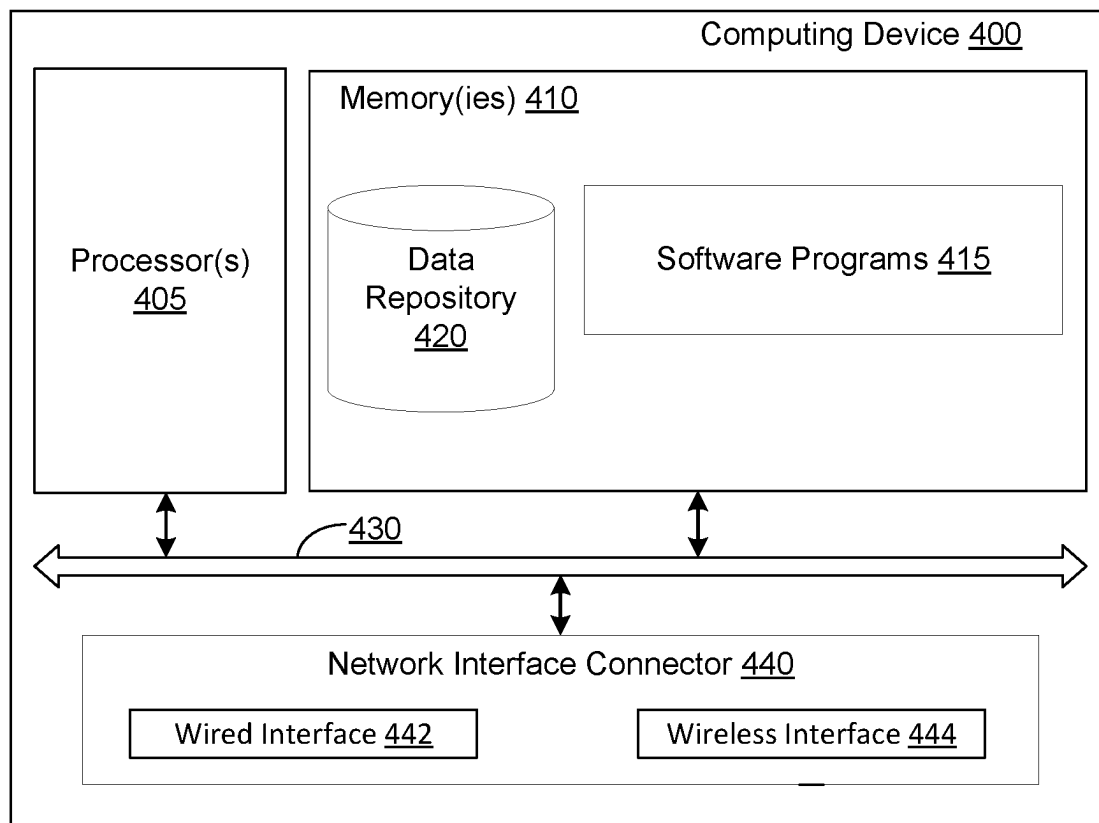 Computing Device 400
Memory(ies) 410
Processor(s)
405
Data
Repository
420
Software Programs 415
430
Network Interface Connector 440
Wired Interface 442
Wireless Interface 444